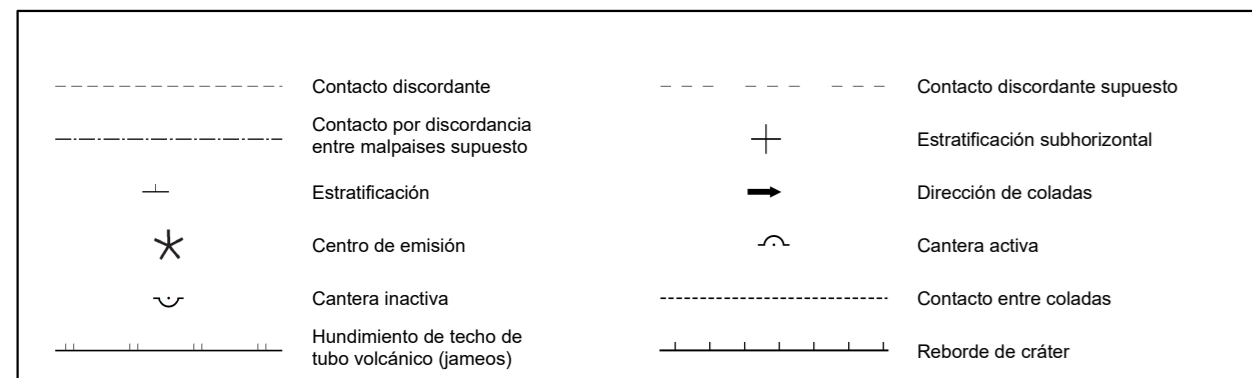 Contacto discordante
Contacto por discordancia
entre malpaises supuesto
Estratificación
Centro de emisión
Cantera inactiva
Hundimiento de techo de
tubo volcánico (jameos)
Contacto discordante supuesto
Estratificación subhorizontal
Dirección de coladas
Cantera activa
Contacto entre coladas
Reborde de cráter